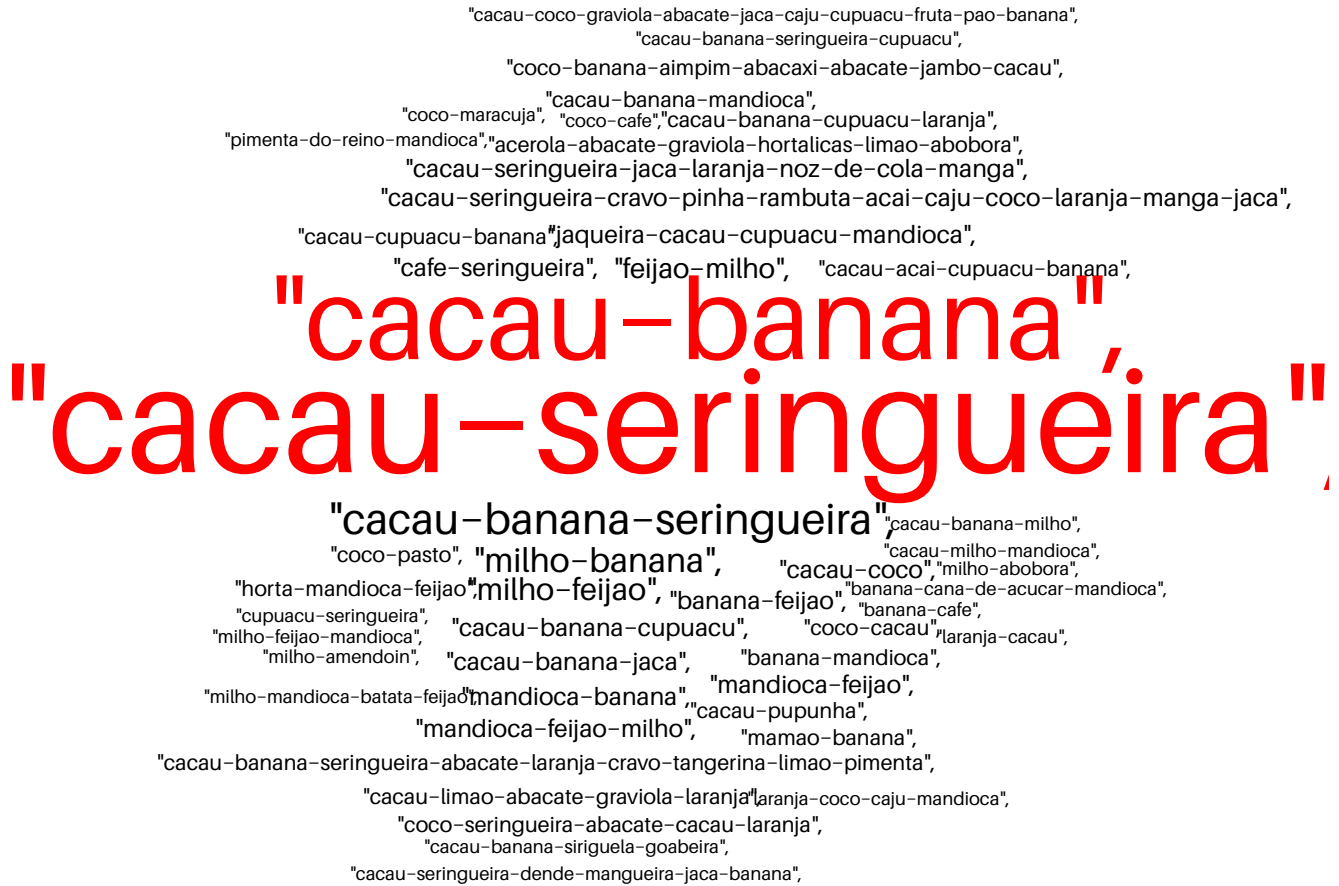 "cacau-coco-graviola-abacate-jaca-caju-cupuacu-fruta-pao-banana",
"cacau-banana-seringueira-cupuacu",
"coco-banana-aimpim-abacaxi-abacate-jambo-cacau",
"cacau-banana-mandioca",
"coco-maracuja", "coco-cafe", "cacau-banana-cupuacu-laranja",
"pimenta-do-reino-mandioca", "acerola-abacate-graviola-hortalicas-limao-abobora",
"cacau-seringueira-jaca-laranja-noz-de-cola-manga",
"cacau-seringueira-cravo-pinha-rambuta-acai-caju-coco-laranja-manga-jaca",
"cacau-cupuacu-banana", "jaqueira-cacau-cupuacu-mandioca",
"cafe-seringueira", "feijao-milho", "cacau-acai-cupuacu-banana",
"cacau-banana",
"cacau-seringueira",
"cacau-banana-seringueira", "cacau-banana-milho",
"coco-pasto", "milho-banana", "cacau-milho-mandioca",
"cacau-coco", "milho-abobora",
"horta-mandioca-feijao", "milho-feijao", "banana-feijao", "banana-cana-de-acucar-mandioca",
"banana-cafe",
"cupuacu-seringueira", "cacau-banana-cupuacu", "coco-cacau", "laranja-cacau",
"milho-feijao-mandioca",
"milho-amendoin", "cacau-banana-jaca", "banana-mandioca",
"milho-mandioca-batata-feijao", "mandioca-banana", "mandioca-feijao",
"cacau-pupunha",
"mandioca-feijao-milho", "mamao-banana",
"cacau-banana-seringueira-abacate-laranja-cravo-tangerina-limao-pimenta",
"cacau-limao-abacate-graviola-laranja", "laranja-coco-caju-mandioca",
"coco-seringueira-abacate-cacau-laranja",
"cacau-banana-siriguela-goabeira",
"cacau-seringueira-dende-mangueira-jaca-banana",